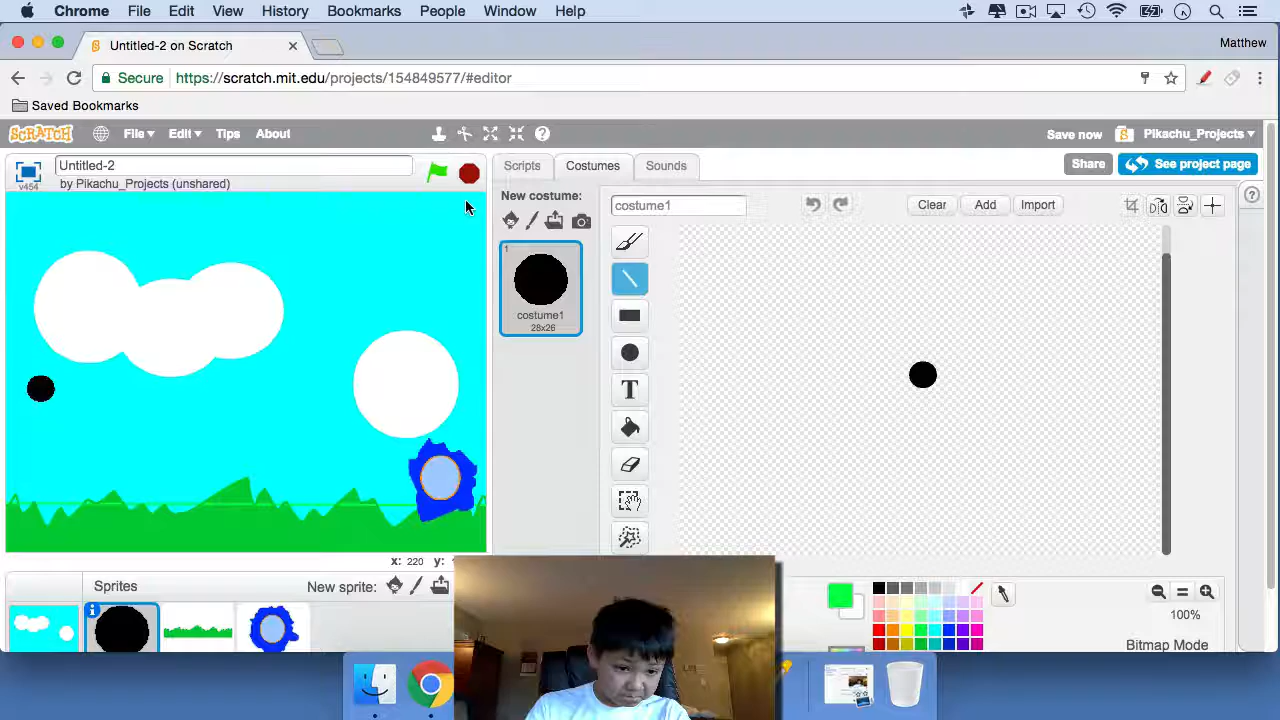 Chrome File Edit View History Bookmarks People Window Help
Untitled-2 on Scratch
Matthew
Secure https://scratch.mit.edu/projects/154849577/#editor
Saved Bookmarks
SCRATCH File Edit Tips About Save now Pikachu_Projects
Untitled-2
by Pikachu_Projects (unshared)
v454
Scripts Costumes Sounds
Share See project page
New costume:
costume1
Clear Add Import
1
costume1
28x26
T
x: 220 y:
Sprites New sprite:
100%
Bitmap Mode